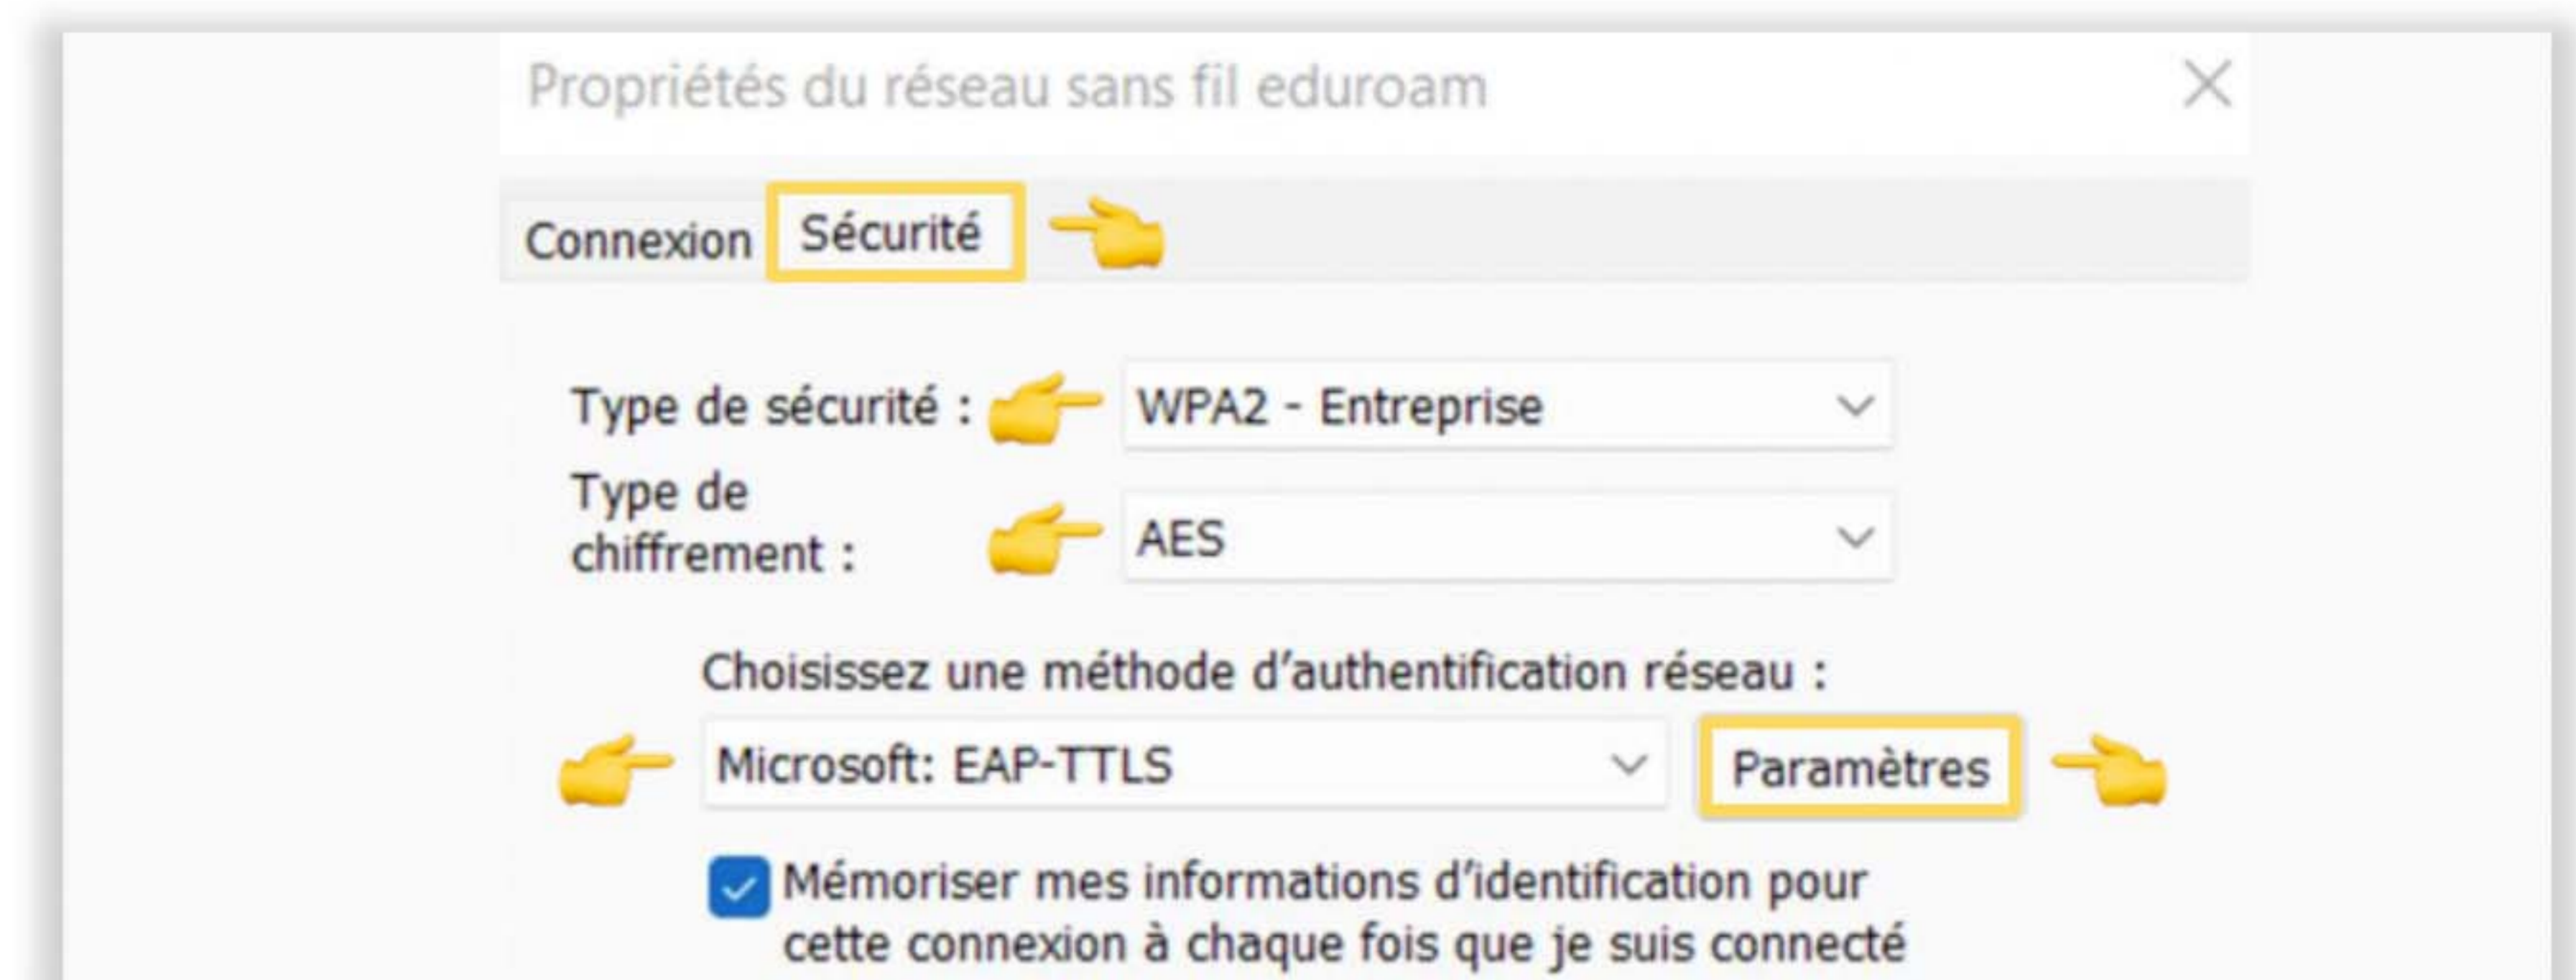 Propriétés du réseau sans fil eduroam
Connexion Sécurité
Type de sécurité : WPA2 - Entreprise
Type de
chiffrement : AES
Choisissez une méthode d’authentification réseau :
Microsoft: EAP-TTLS Paramètres
Mémoriser mes informations d’identification pour
cette connexion à chaque fois que je suis connecté